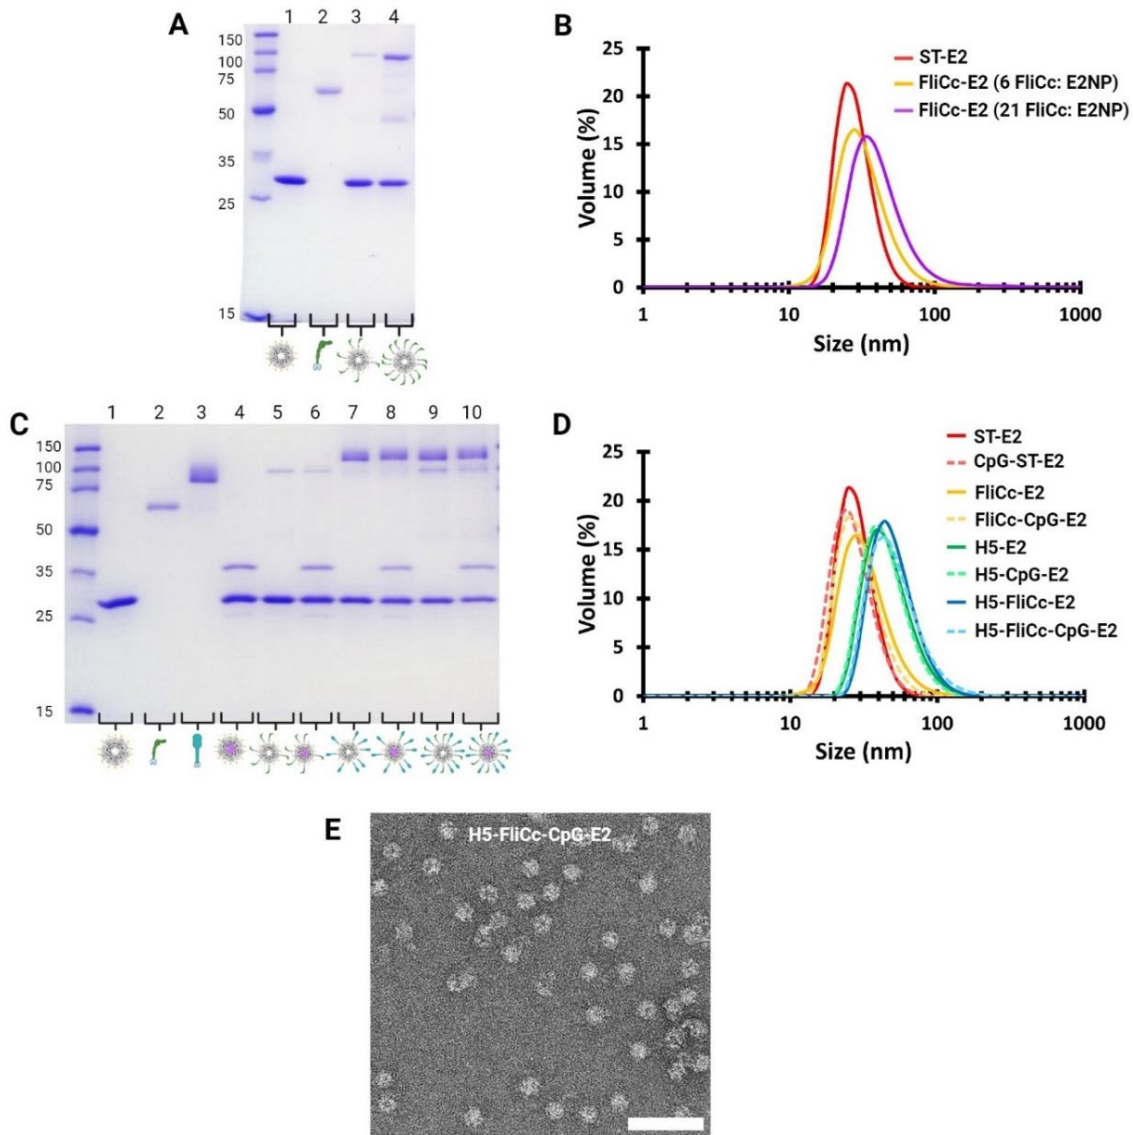 A
1 2 3 4
150
100
75
50
35
25
15
B
25
20
15
10
5
0
Volume (%)
1 10 100 1000
Size (nm)
ST-E2
FliCc-E2 (6 FliCc: E2NP)
FliCc-E2 (21 FliCc: E2NP)
C
1 2 3 4 5 6 7 8 9 10
150
100
75
50
35
25
15
D
25
20
15
10
5
0
Volume (%)
1 10 100 1000
Size (nm)
ST-E2
CpG-ST-E2
FliCc-E2
FliCc-CpG-E2
H5-E2
H5-CpG-E2
H5-FliCc-E2
H5-FliCc-CpG-E2
E
H5-FliCc-CpG-E2